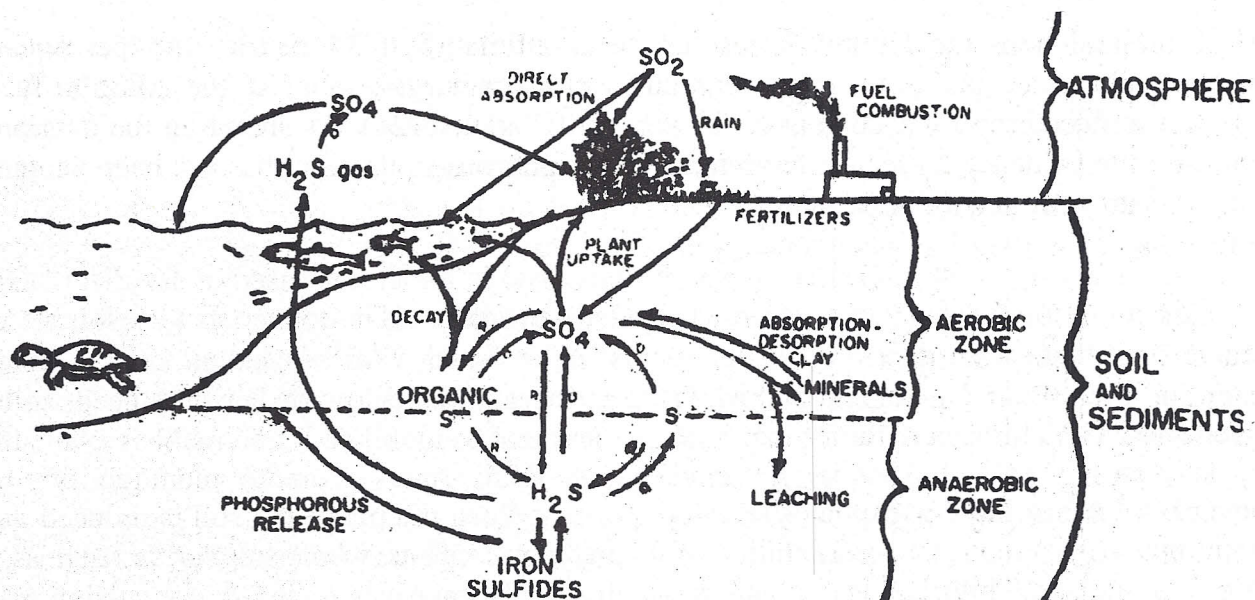 SO2
DIRECT
ABSORPTION
SO4
FUEL
COMBUSTION
ATMOSPHERE
RAIN
H2S gas
FERTILIZERS
PLANT
UPTAKE
DECAY
SO4
ABSORPTION-
DESORPTION
CLAY
MINERALS
AEROBIC
ZONE
SOIL
AND
SEDIMENTS
ORGANIC
S
S
H2S
LEACHING
ANAEROBIC
ZONE
PHOSPHOROUS
RELEASE
IRON
SULFIDES